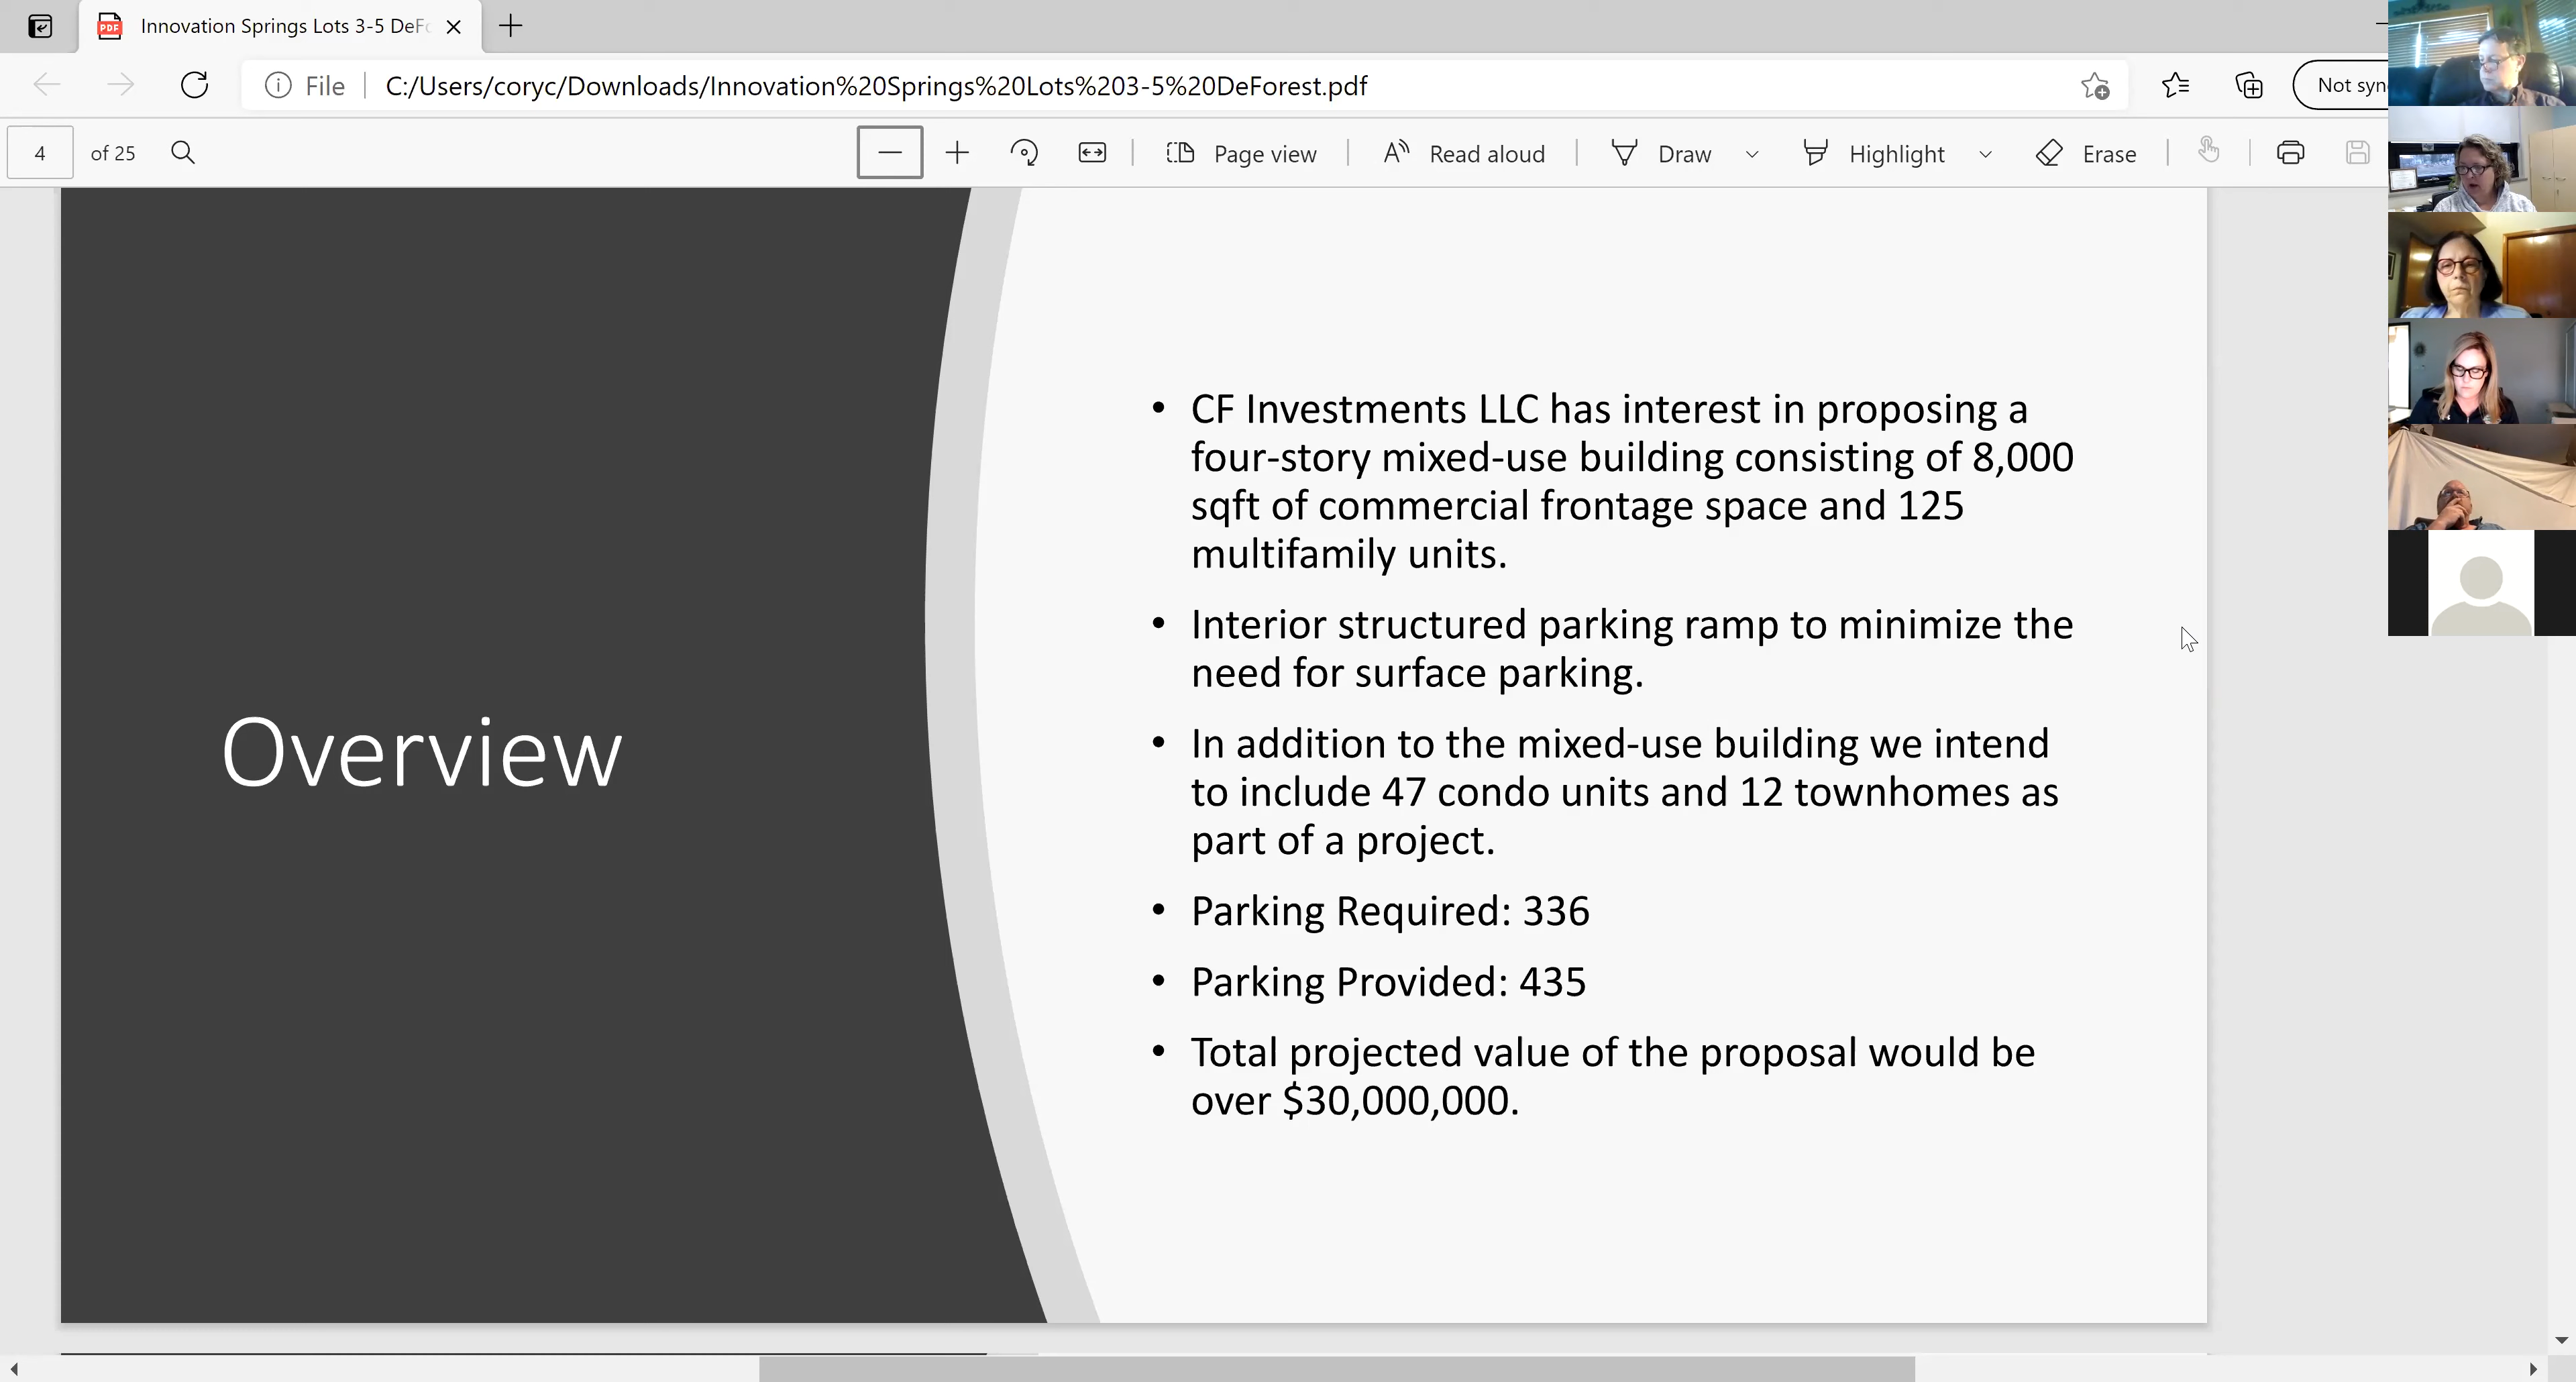 Innovation Springs Lots 3-5 DeFo
File
C:/Users/coryc/Downloads/Innovation%20Springs%20Lots%203-5%20DeForest.pdf
Not syn
4 of 25
Page view
Read aloud
Draw
Highlight
Erase
Overview
• CF Investments LLC has interest in proposing a
four-story mixed-use building consisting of 8,000
sqft of commercial frontage space and 125
multifamily units.
• Interior structured parking ramp to minimize the
need for surface parking.
• In addition to the mixed-use building we intend
to include 47 condo units and 12 townhomes as
part of a project.
• Parking Required: 336
• Parking Provided: 435
• Total projected value of the proposal would be
over $30,000,000.